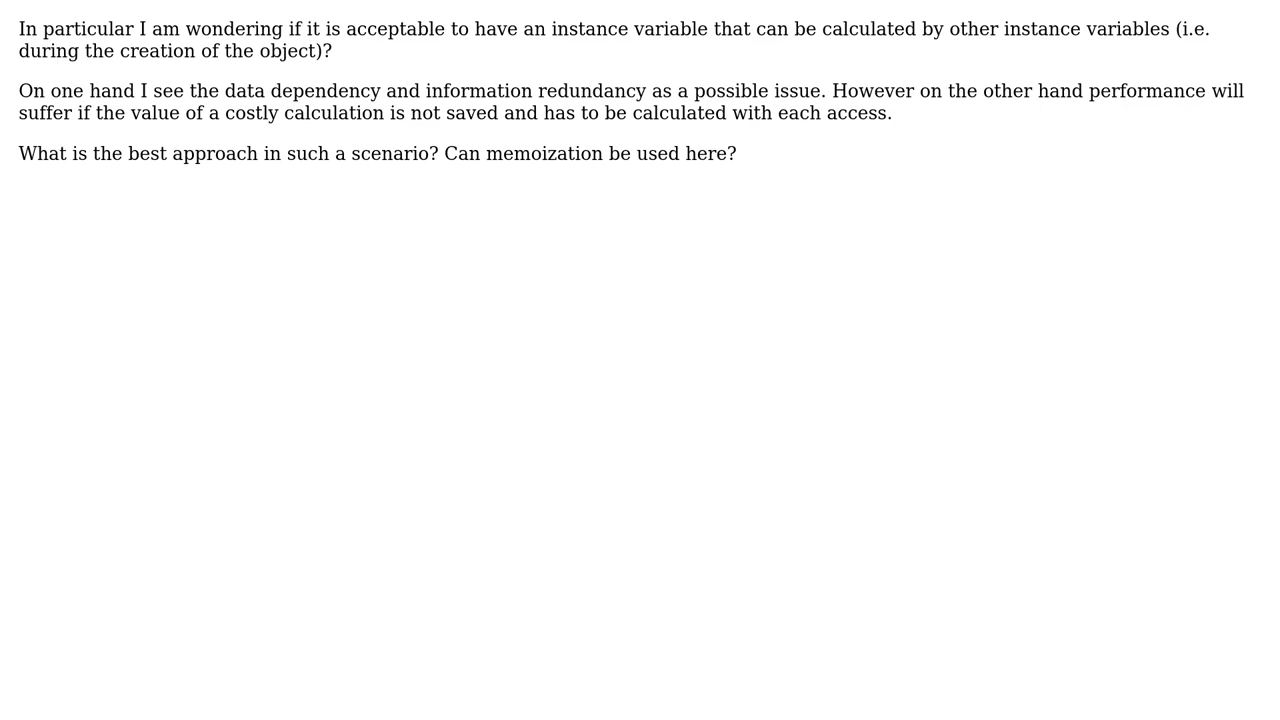 In particular I am wondering if it is acceptable to have an instance variable that can be calculated by other instance variables (i.e.
during the creation of the object)?
On one hand I see the data dependency and information redundancy as a possible issue. However on the other hand performance will
suffer if the value of a costly calculation is not saved and has to be calculated with each access.
What is the best approach in such a scenario? Can memoization be used here?